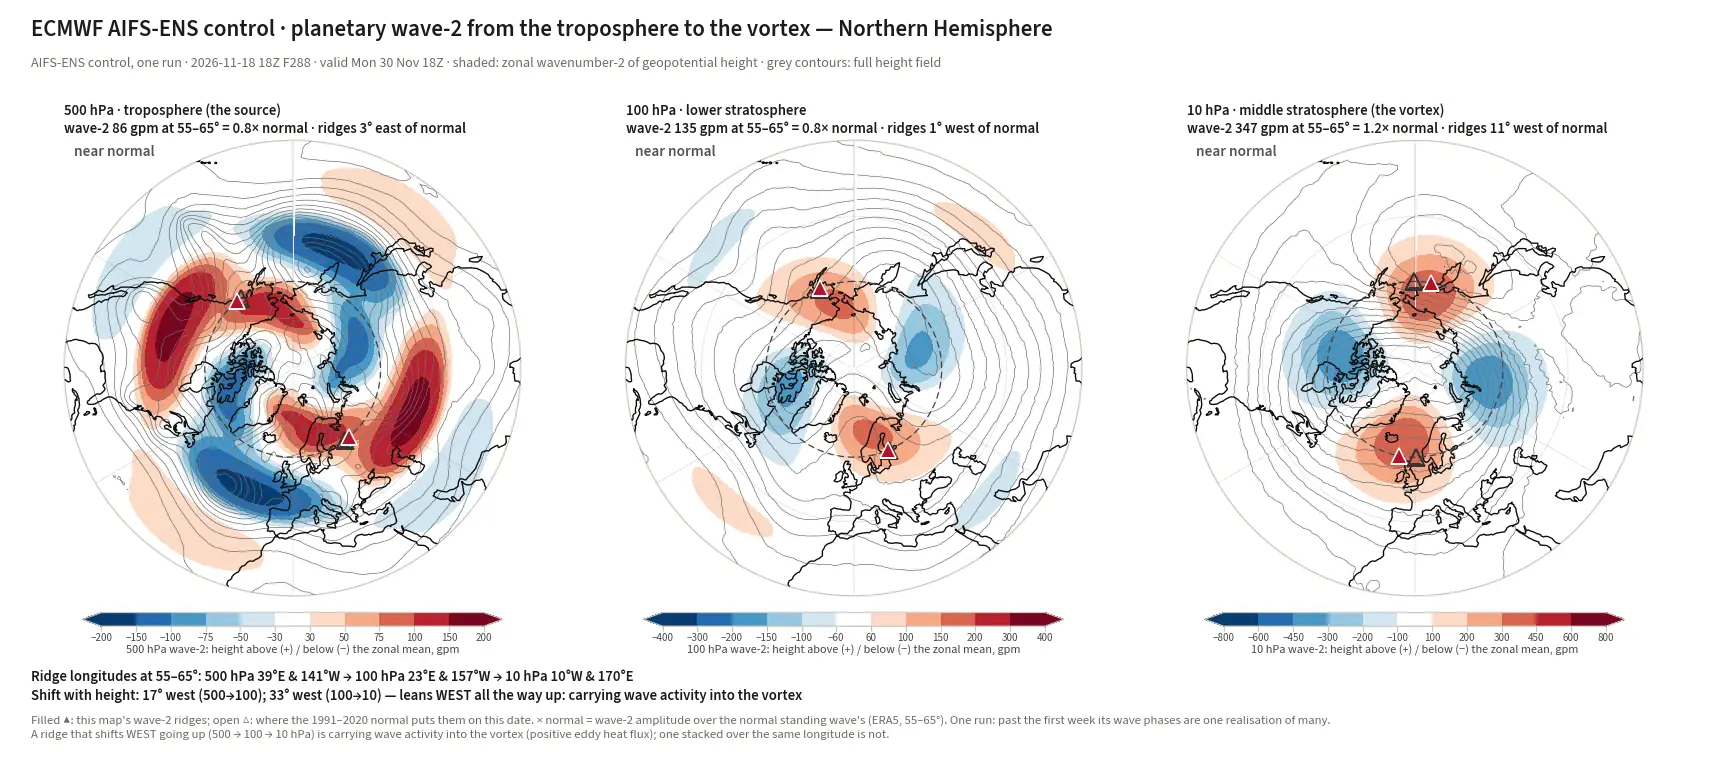 ECMWF AIFS-ENS control · planetary wave-2 from the troposphere to the vortex — Northern Hemisphere
AIFS-ENS control, one run · 2026-11-18 18Z F288 · valid Mon 30 Nov 18Z · shaded: zonal wavenumber-2 of geopotential height · grey contours: full height field
500 hPa · troposphere (the source)
wave-2 86 gpm at 55–65° = 0.8× normal · ridges 3° east of normal
near normal
100 hPa · lower stratosphere
wave-2 135 gpm at 55–65° = 0.8× normal · ridges 1° west of normal
near normal
10 hPa · middle stratosphere (the vortex)
wave-2 347 gpm at 55–65° = 1.2× normal · ridges 11° west of normal
near normal
−200 −150 −100 −75 −50 −30 30 50 75 100 150 200
500 hPa wave-2: height above (+) / below (−) the zonal mean, gpm
−400 −300 −200 −150 −100 −60 60 100 150 200 300 400
100 hPa wave-2: height above (+) / below (−) the zonal mean, gpm
−800 −600 −450 −300 −200 −100 100 200 300 450 600 800
10 hPa wave-2: height above (+) / below (−) the zonal mean, gpm
Ridge longitudes at 55–65°: 500 hPa 39°E & 141°W → 100 hPa 23°E & 157°W → 10 hPa 10°W & 170°E
Shift with height: 17° west (500→100); 33° west (100→10) — leans WEST all the way up: carrying wave activity into the vortex
Filled ▲: this map's wave-2 ridges; open △: where the 1991–2020 normal puts them on this date. × normal = wave-2 amplitude over the normal standing wave's (ERA5, 55–65°). One run: past the first week its wave phases are one realisation of many.
A ridge that shifts WEST going up (500 → 100 → 10 hPa) is carrying wave activity into the vortex (positive eddy heat flux); one stacked over the same longitude is not.